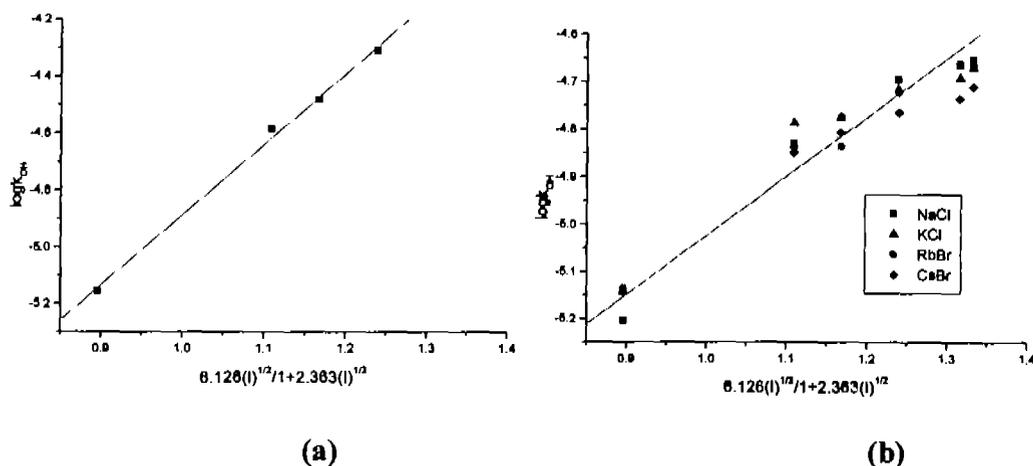 -4.2
-4.4
-4.6
-4.8
-5.0
-5.2
logk_OH
0.9 1.0 1.1 1.2 1.3 1.4
6.126(I)^1/2/1+2.363(I)^1/2
(a)
-4.6
-4.7
-4.8
-4.9
-5.0
-5.1
-5.2
NaCl
KCl
RbBr
CsBr
0.9 1.0 1.1 1.2 1.3 1.4
6.126(I)^1/2/1+2.363(I)^1/2
(b)